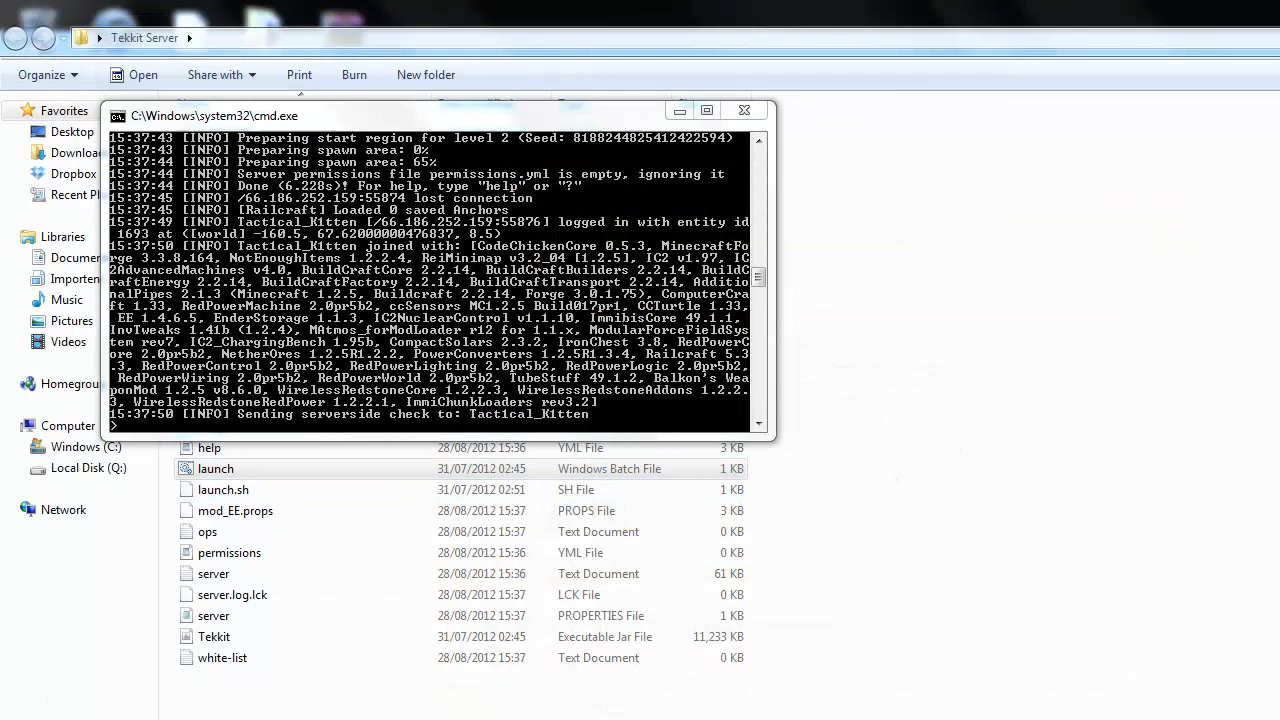 Tekkit Server
Organize Open Share with Print Burn New folder
Favorites
Desktop
Downloa
Dropbox
Recent Pl
Libraries
Documen
Importen
Music
Pictures
Videos
Homegrou
Computer
Windows (C:)
Local Disk (Q:)
Network
C:\Windows\system32\cmd.exe
15:37:43 [INFO] Preparing start region for level 2 (Seed: 8188244825412422594)
15:37:43 [INFO] Preparing spawn area: 0%
15:37:44 [INFO] Preparing spawn area: 65%
15:37:44 [INFO] Server permissions file permissions.yml is empty, ignoring it
15:37:44 [INFO] Done (6.228s)! For help, type "help" or "?"
15:37:45 [INFO] /66.186.252.159:55874 lost connection
15:37:45 [INFO] [Railcraft] Loaded 0 saved Anchors
15:37:49 [INFO] Tact1cal_K1tten [/66.186.252.159:55876] logged in with entity id
1693 at ([world] -160.5, 67.62000000476837, 8.5)
15:37:50 [INFO] Tact1cal_K1tten joined with: [CodeChickenCore 0.5.3, MinecraftFo
rge 3.3.8.164, NotEnoughItems 1.2.2.4, ReiMinimap v3.2_04 [1.2.5], IC2 v1.97, IC
2AdvancedMachines v4.0, BuildCraftCore 2.2.14, BuildCraftBuilders 2.2.14, BuildC
raftEnergy 2.2.14, BuildCraftFactory 2.2.14, BuildCraftTransport 2.2.14, Additio
nalPipes 2.1.3 (Minecraft 1.2.5, Buildcraft 2.2.14, Forge 3.0.1.75), ComputerCra
ft 1.33, RedPowerMachine 2.0pr5b2, ccSensors MC1.2.5 Build017pr1, CCTurtle 1.33,
EE 1.4.6.5, EnderStorage 1.1.3, IC2NuclearControl v1.1.10, ImmibisCore 49.1.1,
InvTweaks 1.41b (1.2.4), MAtmos_forModLoader r12 for 1.1.x, ModularForceFieldSys
tem rev7, IC2_ChargingBench 1.95b, CompactSolars 2.3.2, IronChest 3.8, RedPowerC
ore 2.0pr5b2, NetherOres 1.2.5R1.2.2, PowerConverters 1.2.5R1.3.4, Railcraft 5.3
.3, RedPowerControl 2.0pr5b2, RedPowerLighting 2.0pr5b2, RedPowerLogic 2.0pr5b2,
RedPowerWiring 2.0pr5b2, RedPowerWorld 2.0pr5b2, TubeStuff 49.1.2, Balkon's Wea
ponMod 1.2.5 v8.6.0, WirelessRedstoneCore 1.2.2.3, WirelessRedstoneAddons 1.2.2.
3, WirelessRedstoneRedPower 1.2.2.1, ImmiChunkLoaders rev3.2]
15:37:50 [INFO] Sending serverside check to: Tact1cal_K1tten
>
help 28/08/2012 15:36 YML File 3 KB
launch 31/07/2012 02:45 Windows Batch File 1 KB
launch.sh 31/07/2012 02:51 SH File 1 KB
mod_EE.props 28/08/2012 15:37 PROPS File 3 KB
ops 28/08/2012 15:37 Text Document 0 KB
permissions 28/08/2012 15:36 YML File 0 KB
server 28/08/2012 15:36 Text Document 61 KB
server.log.lck 28/08/2012 15:37 LCK File 0 KB
server 28/08/2012 15:37 PROPERTIES File 1 KB
Tekkit 31/07/2012 02:45 Executable Jar File 11,233 KB
white-list 28/08/2012 15:37 Text Document 0 KB